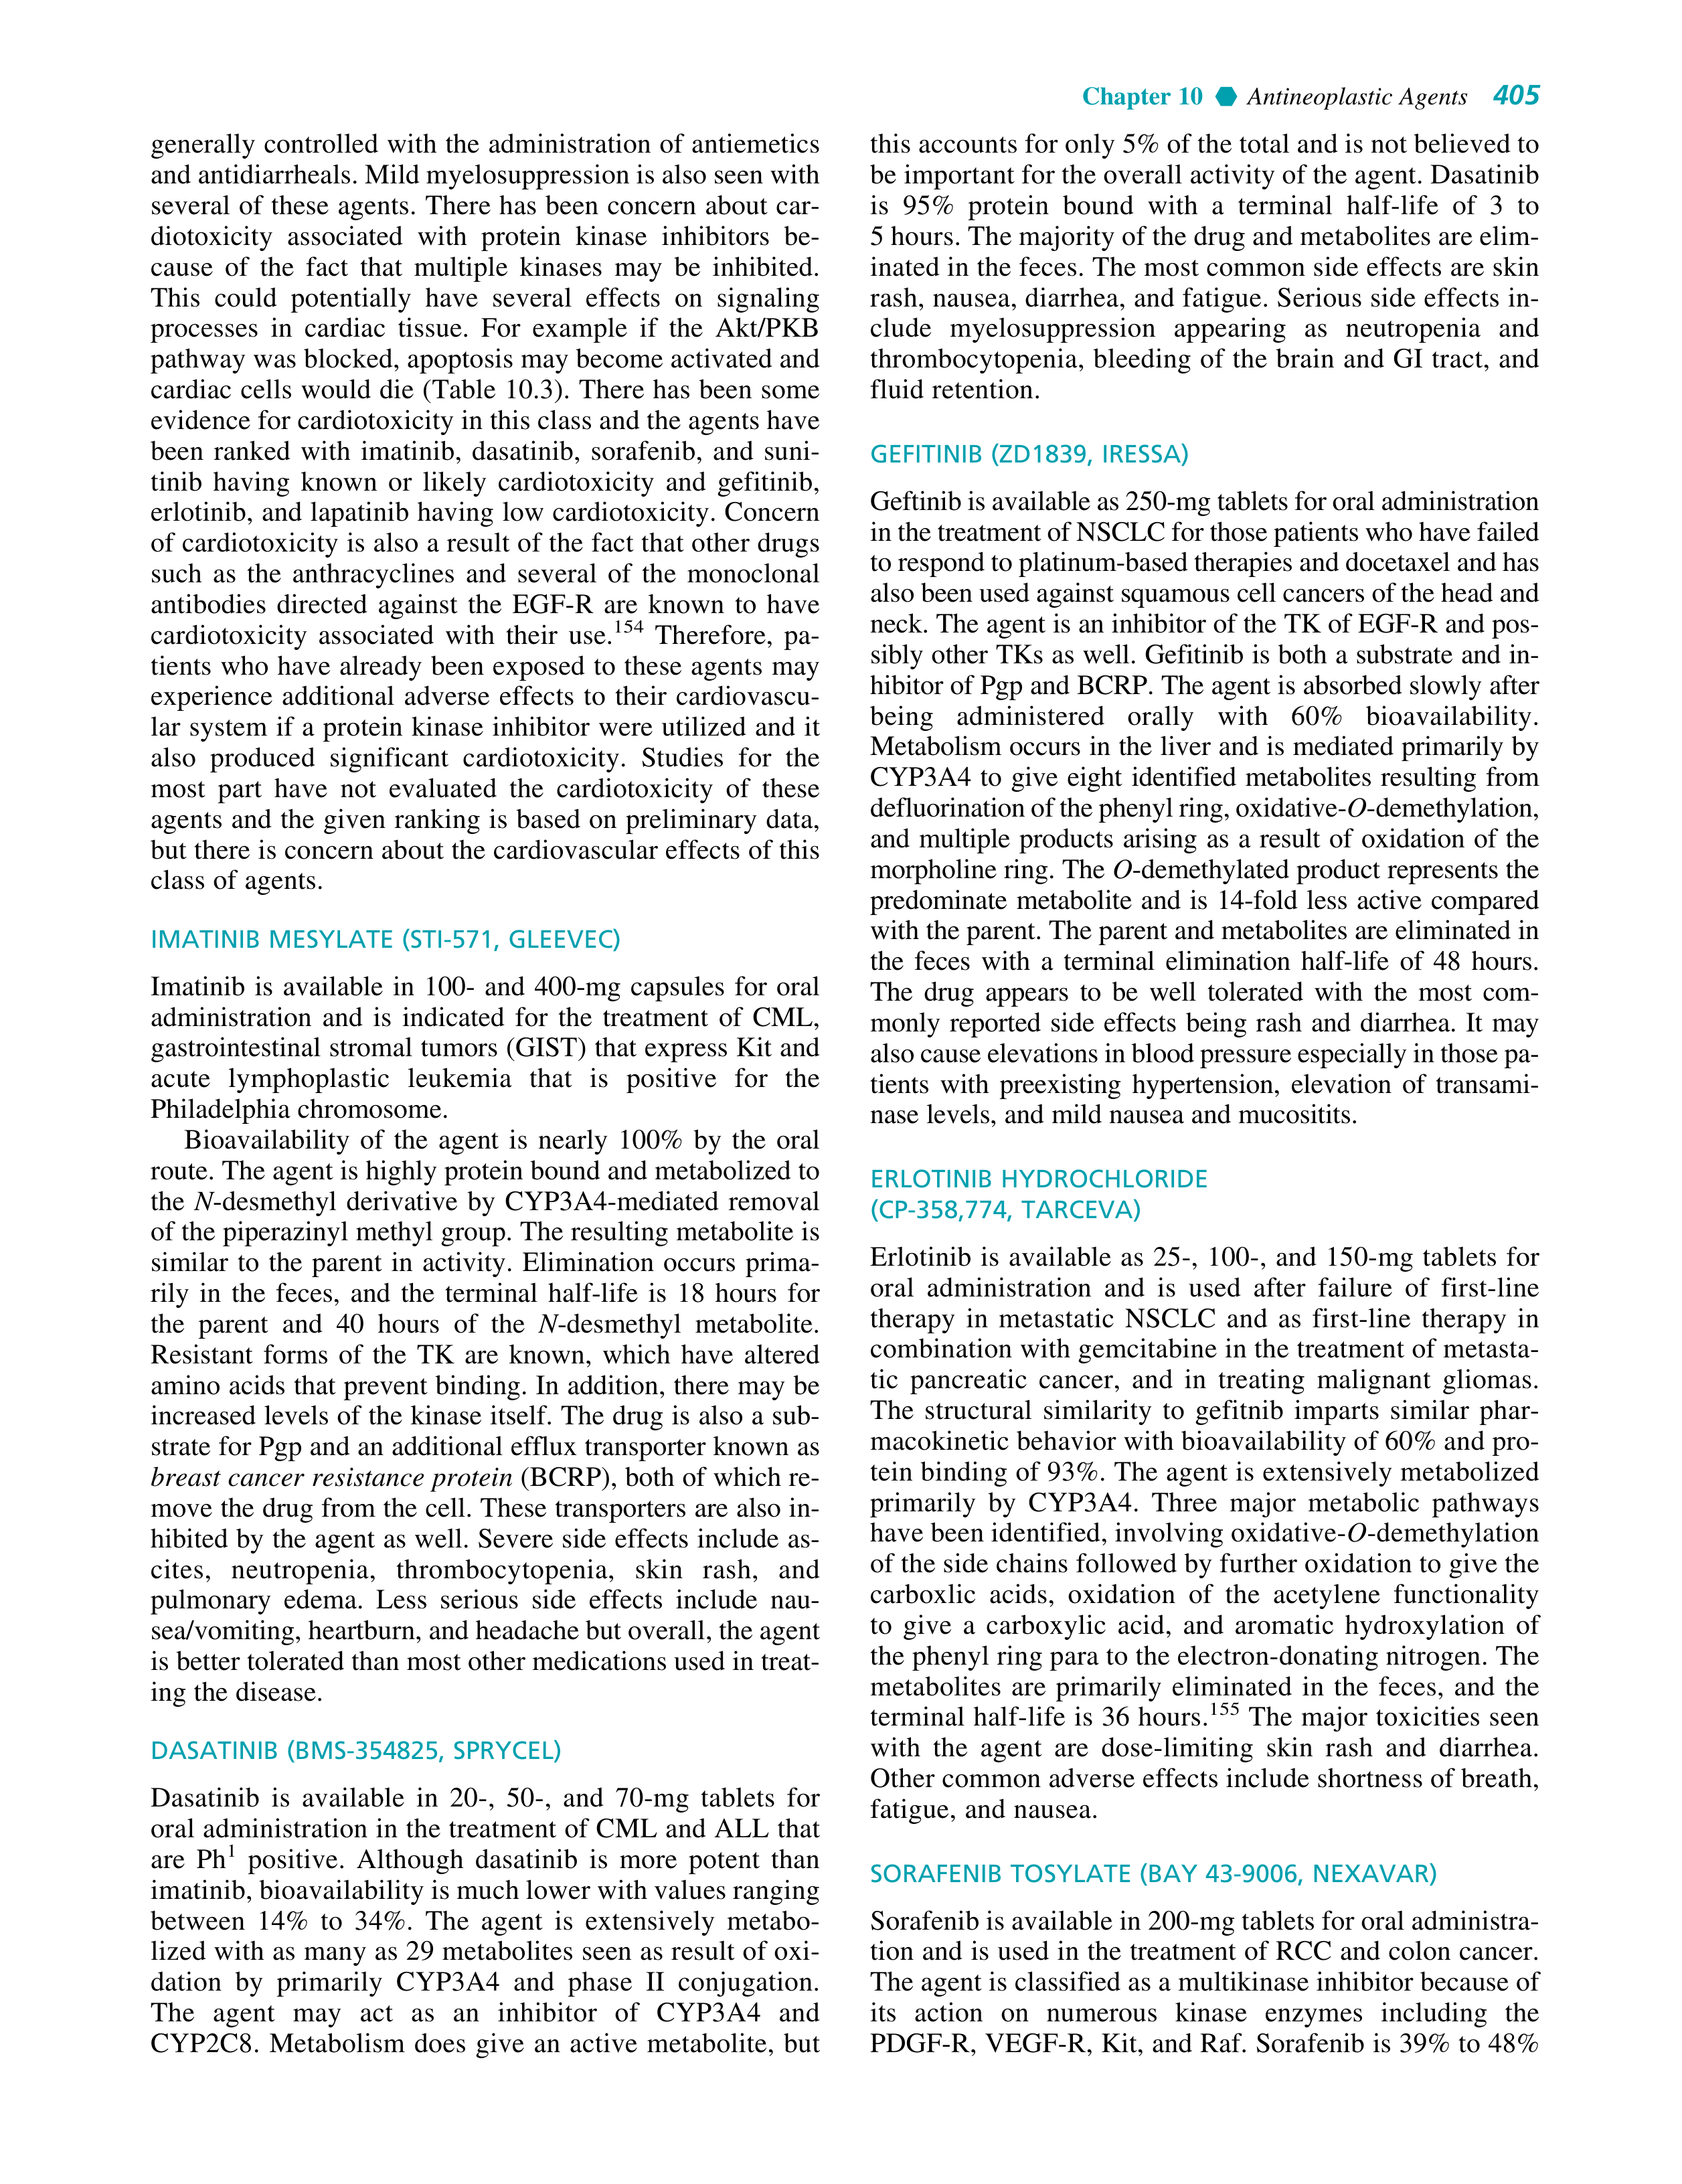 Chapter 10 ⬢ Antineoplastic Agents 405
generally controlled with the administration of antiemetics
and antidiarrheals. Mild myelosuppression is also seen with
several of these agents. There has been concern about car-
diotoxicity associated with protein kinase inhibitors be-
cause of the fact that multiple kinases may be inhibited.
This could potentially have several effects on signaling
processes in cardiac tissue. For example if the Akt/PKB
pathway was blocked, apoptosis may become activated and
cardiac cells would die (Table 10.3). There has been some
evidence for cardiotoxicity in this class and the agents have
been ranked with imatinib, dasatinib, sorafenib, and suni-
tinib having known or likely cardiotoxicity and gefitinib,
erlotinib, and lapatinib having low cardiotoxicity. Concern
of cardiotoxicity is also a result of the fact that other drugs
such as the anthracyclines and several of the monoclonal
antibodies directed against the EGF-R are known to have
cardiotoxicity associated with their use.154 Therefore, pa-
tients who have already been exposed to these agents may
experience additional adverse effects to their cardiovascu-
lar system if a protein kinase inhibitor were utilized and it
also produced significant cardiotoxicity. Studies for the
most part have not evaluated the cardiotoxicity of these
agents and the given ranking is based on preliminary data,
but there is concern about the cardiovascular effects of this
class of agents.
IMATINIB MESYLATE (STI-571, GLEEVEC)
Imatinib is available in 100- and 400-mg capsules for oral
administration and is indicated for the treatment of CML,
gastrointestinal stromal tumors (GIST) that express Kit and
acute lymphoplastic leukemia that is positive for the
Philadelphia chromosome.
Bioavailability of the agent is nearly 100% by the oral
route. The agent is highly protein bound and metabolized to
the N-desmethyl derivative by CYP3A4-mediated removal
of the piperazinyl methyl group. The resulting metabolite is
similar to the parent in activity. Elimination occurs prima-
rily in the feces, and the terminal half-life is 18 hours for
the parent and 40 hours of the N-desmethyl metabolite.
Resistant forms of the TK are known, which have altered
amino acids that prevent binding. In addition, there may be
increased levels of the kinase itself. The drug is also a sub-
strate for Pgp and an additional efflux transporter known as
breast cancer resistance protein (BCRP), both of which re-
move the drug from the cell. These transporters are also in-
hibited by the agent as well. Severe side effects include as-
cites, neutropenia, thrombocytopenia, skin rash, and
pulmonary edema. Less serious side effects include nau-
sea/vomiting, heartburn, and headache but overall, the agent
is better tolerated than most other medications used in treat-
ing the disease.
DASATINIB (BMS-354825, SPRYCEL)
Dasatinib is available in 20-, 50-, and 70-mg tablets for
oral administration in the treatment of CML and ALL that
are Ph1 positive. Although dasatinib is more potent than
imatinib, bioavailability is much lower with values ranging
between 14% to 34%. The agent is extensively metabo-
lized with as many as 29 metabolites seen as result of oxi-
dation by primarily CYP3A4 and phase II conjugation.
The agent may act as an inhibitor of CYP3A4 and
CYP2C8. Metabolism does give an active metabolite, but
this accounts for only 5% of the total and is not believed to
be important for the overall activity of the agent. Dasatinib
is 95% protein bound with a terminal half-life of 3 to
5 hours. The majority of the drug and metabolites are elim-
inated in the feces. The most common side effects are skin
rash, nausea, diarrhea, and fatigue. Serious side effects in-
clude myelosuppression appearing as neutropenia and
thrombocytopenia, bleeding of the brain and GI tract, and
fluid retention.
GEFITINIB (ZD1839, IRESSA)
Geftinib is available as 250-mg tablets for oral administration
in the treatment of NSCLC for those patients who have failed
to respond to platinum-based therapies and docetaxel and has
also been used against squamous cell cancers of the head and
neck. The agent is an inhibitor of the TK of EGF-R and pos-
sibly other TKs as well. Gefitinib is both a substrate and in-
hibitor of Pgp and BCRP. The agent is absorbed slowly after
being administered orally with 60% bioavailability.
Metabolism occurs in the liver and is mediated primarily by
CYP3A4 to give eight identified metabolites resulting from
defluorination of the phenyl ring, oxidative-O-demethylation,
and multiple products arising as a result of oxidation of the
morpholine ring. The O-demethylated product represents the
predominate metabolite and is 14-fold less active compared
with the parent. The parent and metabolites are eliminated in
the feces with a terminal elimination half-life of 48 hours.
The drug appears to be well tolerated with the most com-
monly reported side effects being rash and diarrhea. It may
also cause elevations in blood pressure especially in those pa-
tients with preexisting hypertension, elevation of transami-
nase levels, and mild nausea and mucositits.
ERLOTINIB HYDROCHLORIDE
(CP-358,774, TARCEVA)
Erlotinib is available as 25-, 100-, and 150-mg tablets for
oral administration and is used after failure of first-line
therapy in metastatic NSCLC and as first-line therapy in
combination with gemcitabine in the treatment of metasta-
tic pancreatic cancer, and in treating malignant gliomas.
The structural similarity to gefitnib imparts similar phar-
macokinetic behavior with bioavailability of 60% and pro-
tein binding of 93%. The agent is extensively metabolized
primarily by CYP3A4. Three major metabolic pathways
have been identified, involving oxidative-O-demethylation
of the side chains followed by further oxidation to give the
carboxlic acids, oxidation of the acetylene functionality
to give a carboxylic acid, and aromatic hydroxylation of
the phenyl ring para to the electron-donating nitrogen. The
metabolites are primarily eliminated in the feces, and the
terminal half-life is 36 hours.155 The major toxicities seen
with the agent are dose-limiting skin rash and diarrhea.
Other common adverse effects include shortness of breath,
fatigue, and nausea.
SORAFENIB TOSYLATE (BAY 43-9006, NEXAVAR)
Sorafenib is available in 200-mg tablets for oral administra-
tion and is used in the treatment of RCC and colon cancer.
The agent is classified as a multikinase inhibitor because of
its action on numerous kinase enzymes including the
PDGF-R, VEGF-R, Kit, and Raf. Sorafenib is 39% to 48%